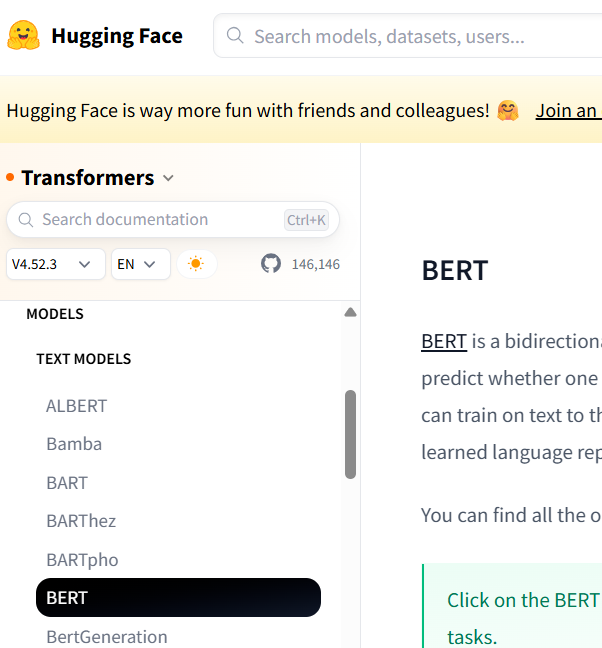 Hugging Face
Search models, datasets, users...
Hugging Face is way more fun with friends and colleagues! 🤗 Join an
Transformers
Search documentation Ctrl+K
V4.52.3 EN 146,146
MODELS
TEXT MODELS
ALBERT
Bamba
BART
BARThez
BARTpho
BERT
BertGeneration
BERT
BERT is a bidirectiona
predict whether one
can train on text to th
learned language rep
You can find all the o
Click on the BERT
tasks.